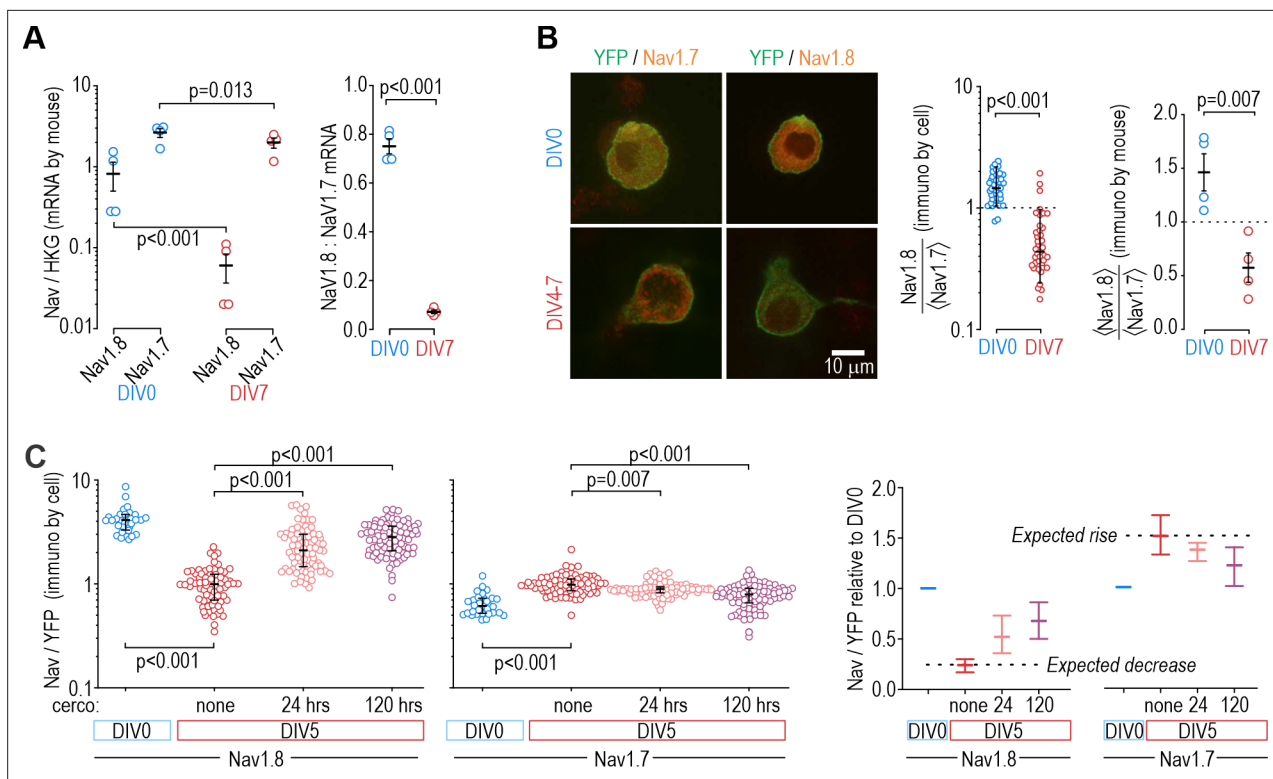 A
Nav / HKG (mRNA by mouse)
10
1
0.1
0.01
p=0.013
p<0.001
Nav1.8
Nav1.7
Nav1.8
Nav1.7
DIV0
DIV7
NaV1.8 : NaV1.7 mRNA
1.0
0.8
0.6
0.4
0.2
0.0
p<0.001
DIV0
DIV7
B
YFP / Nav1.7
YFP / Nav1.8
DIV0
DIV4-7
10 μm
Nav1.8
⟨Nav1.7⟩
(immuno by cell)
10
1
0.1
p<0.001
DIV0
DIV7
⟨Nav1.8⟩
⟨Nav1.7⟩
(immuno by mouse)
2.0
1.5
1.0
0.5
0.0
p=0.007
DIV0
DIV7
C
Nav / YFP (immuno by cell)
10
1
0.1
p<0.001
p<0.001
p<0.001
cerco:
none
24 hrs
120 hrs
DIV0
DIV5
Nav1.8
10
1
0.1
p<0.001
p=0.007
p<0.001
none
24 hrs
120 hrs
DIV0
DIV5
Nav1.7
Nav / YFP relative to DIV0
2.0
1.5
1.0
0.5
0.0
Expected rise
Expected decrease
none 24 120
DIV0
DIV5
Nav1.8
none 24 120
DIV0
DIV5
Nav1.7